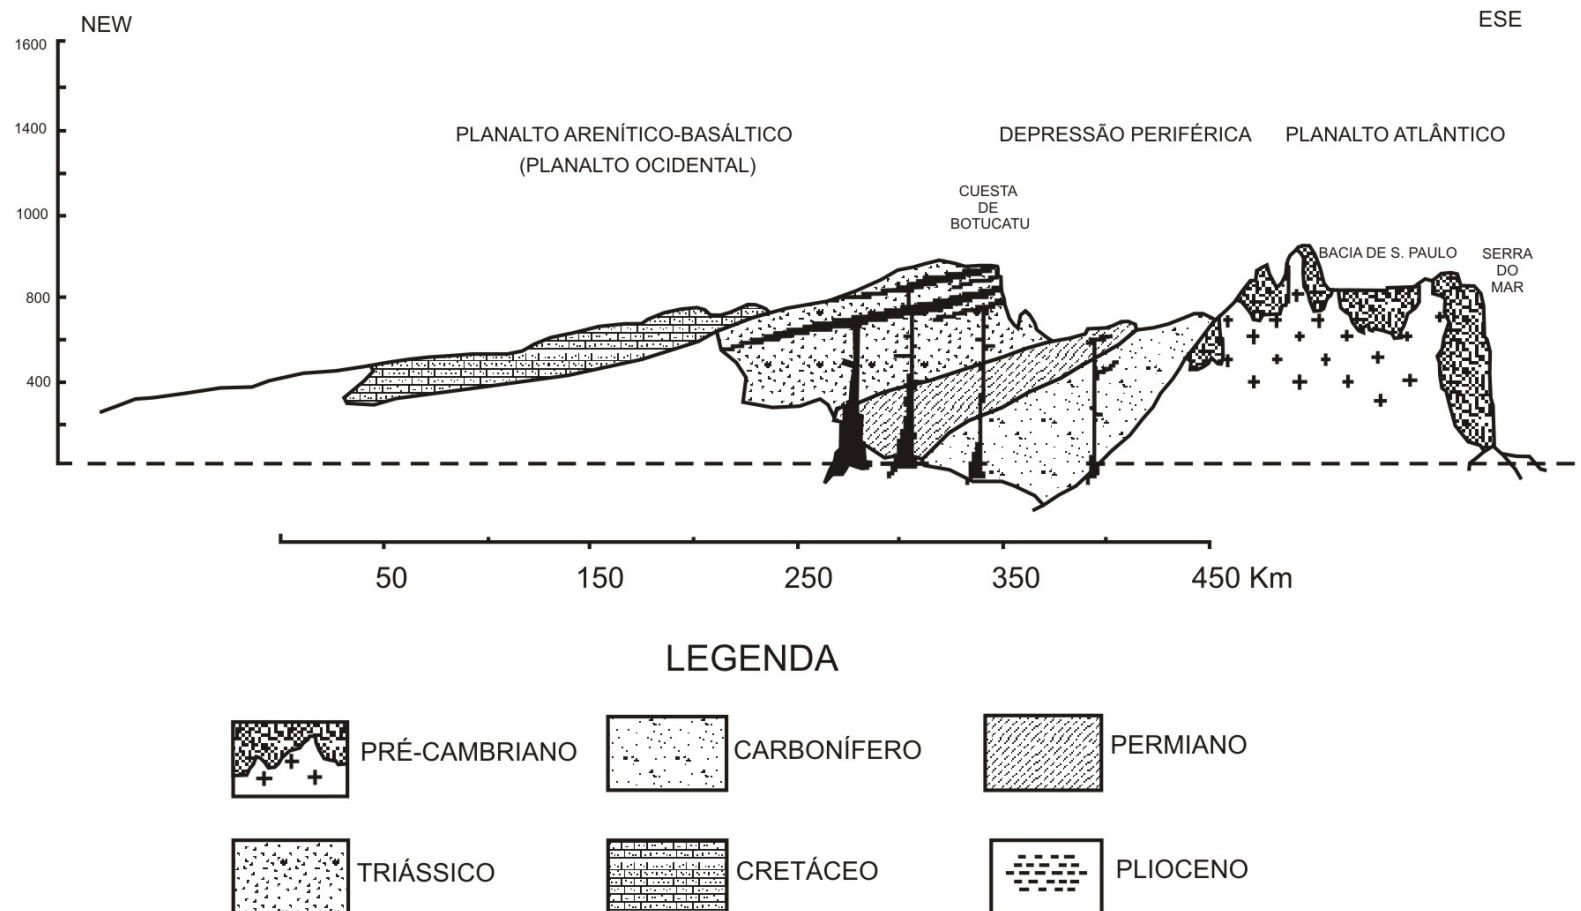 NEW
ESE
1600
1400
1000
800
400
PLANALTO ARENÍTICO-BASÁLTICO
(PLANALTO OCIDENTAL)
DEPRESSÃO PERIFÉRICA
PLANALTO ATLÂNTICO
CUESTA
DE
BOTUCATU
BACIA DE S. PAULO
SERRA
DO
MAR
50
150
250
350
450 Km
LEGENDA
PRÉ-CAMBRIANO
CARBONÍFERO
PERMIANO
TRIÁSSICO
CRETÁCEO
PLIOCENO